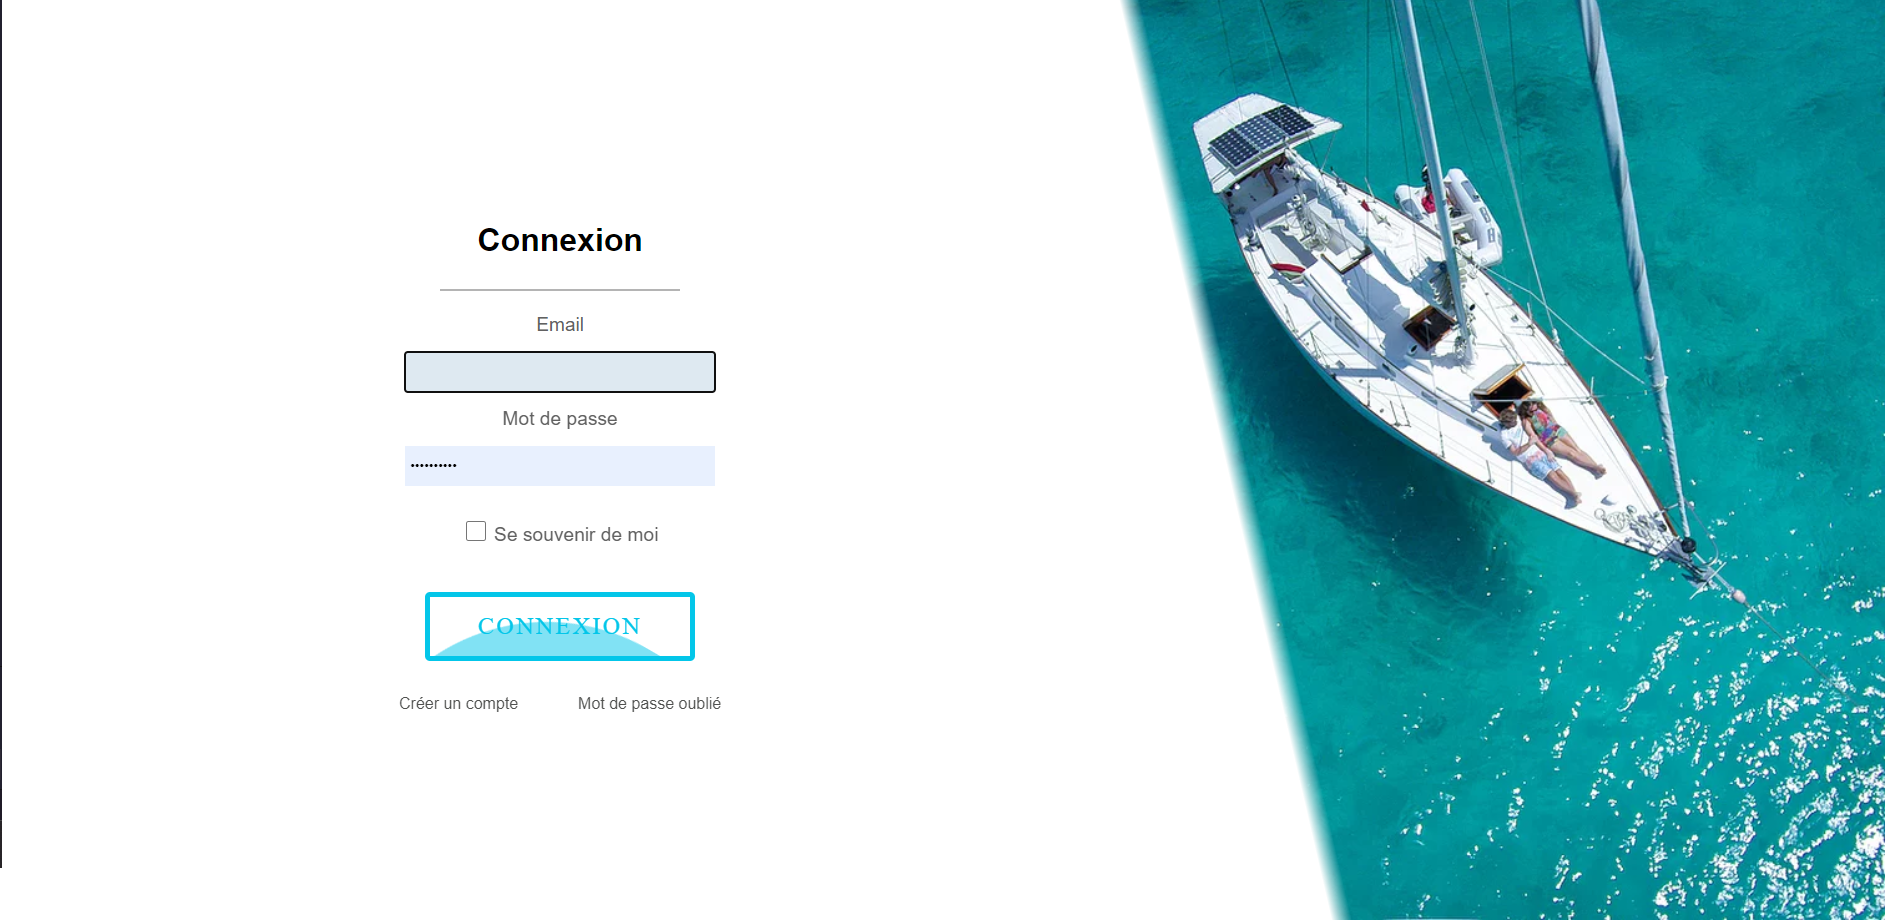 Connexion
Email
Mot de passe
••••••••••
Se souvenir de moi
CONNEXION
Créer un compte
Mot de passe oublié